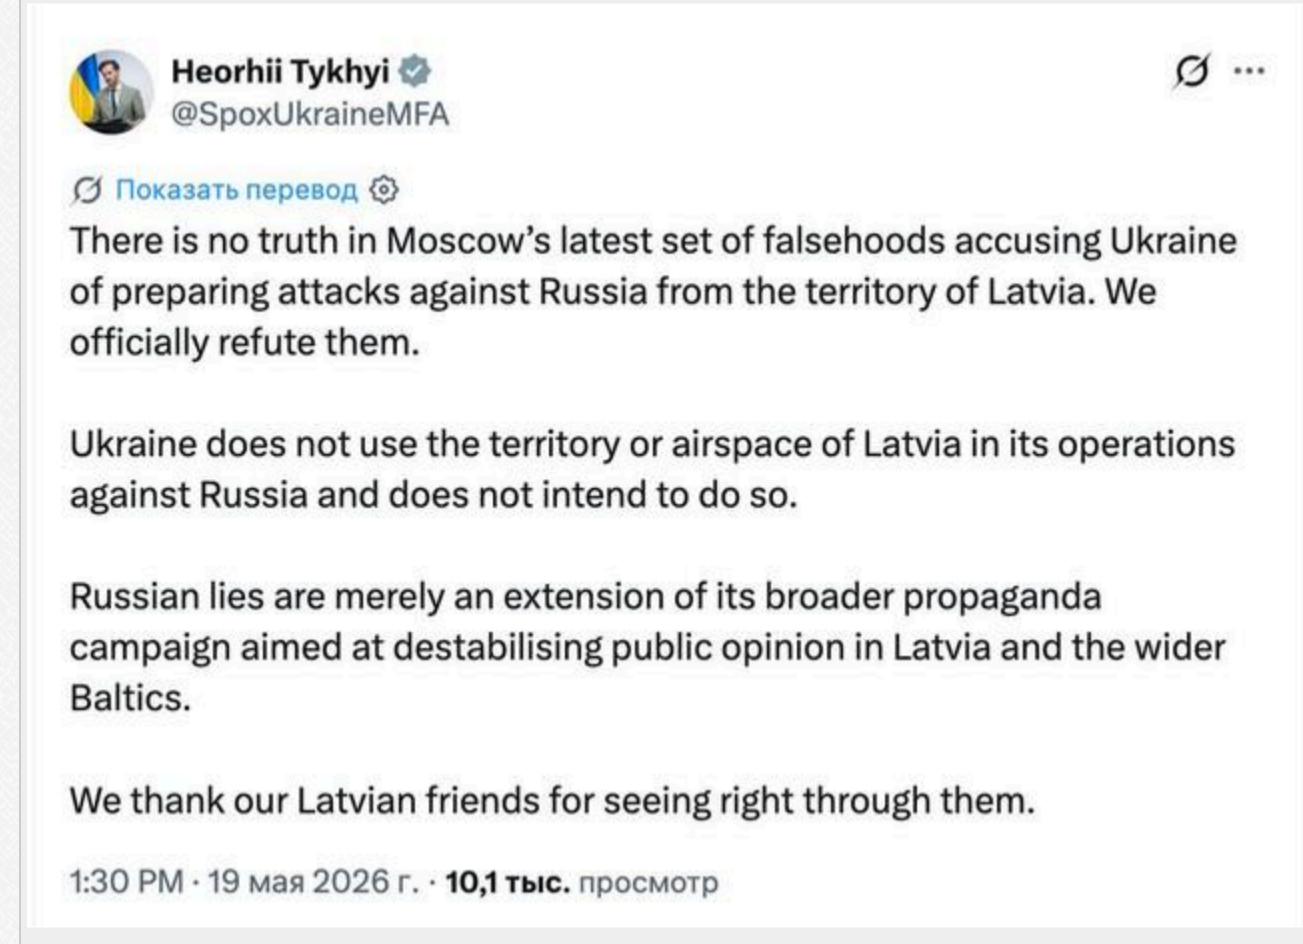 Heorhii Tykhyi
@SpoxUkraineMFA
Показать перевод
There is no truth in Moscow’s latest set of falsehoods accusing Ukraine
of preparing attacks against Russia from the territory of Latvia. We
officially refute them.
Ukraine does not use the territory or airspace of Latvia in its operations
against Russia and does not intend to do so.
Russian lies are merely an extension of its broader propaganda
campaign aimed at destabilising public opinion in Latvia and the wider
Baltics.
We thank our Latvian friends for seeing right through them.
1:30 PM · 19 мая 2026 г. · 10,1 тыс. просмотр